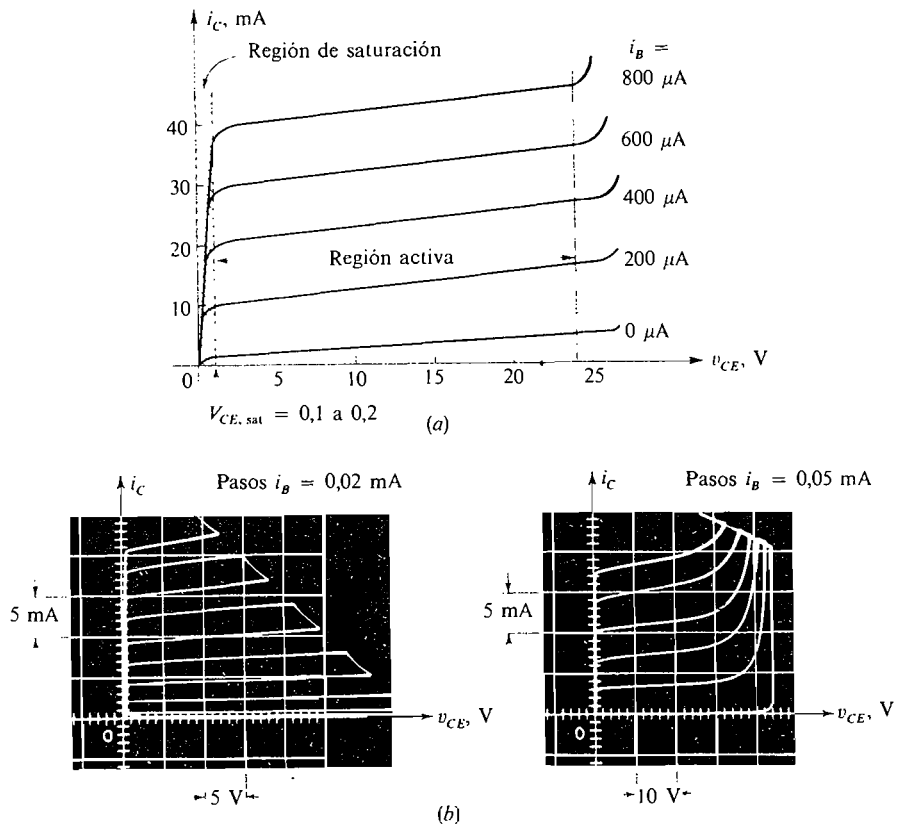 i_C, mA
Región de saturación
i_B =
800 μA
40
600 μA
30
400 μA
20
Región activa
200 μA
10
0 μA
0
5
10
15
20
25
v_CE, V
V_CE, sat = 0,1 a 0,2
(a)
i_C
Pasos i_B = 0,02 mA
5 mA
0
v_CE, V
5 V
i_C
Pasos i_B = 0,05 mA
5 mA
0
v_CE, V
10 V
(b)